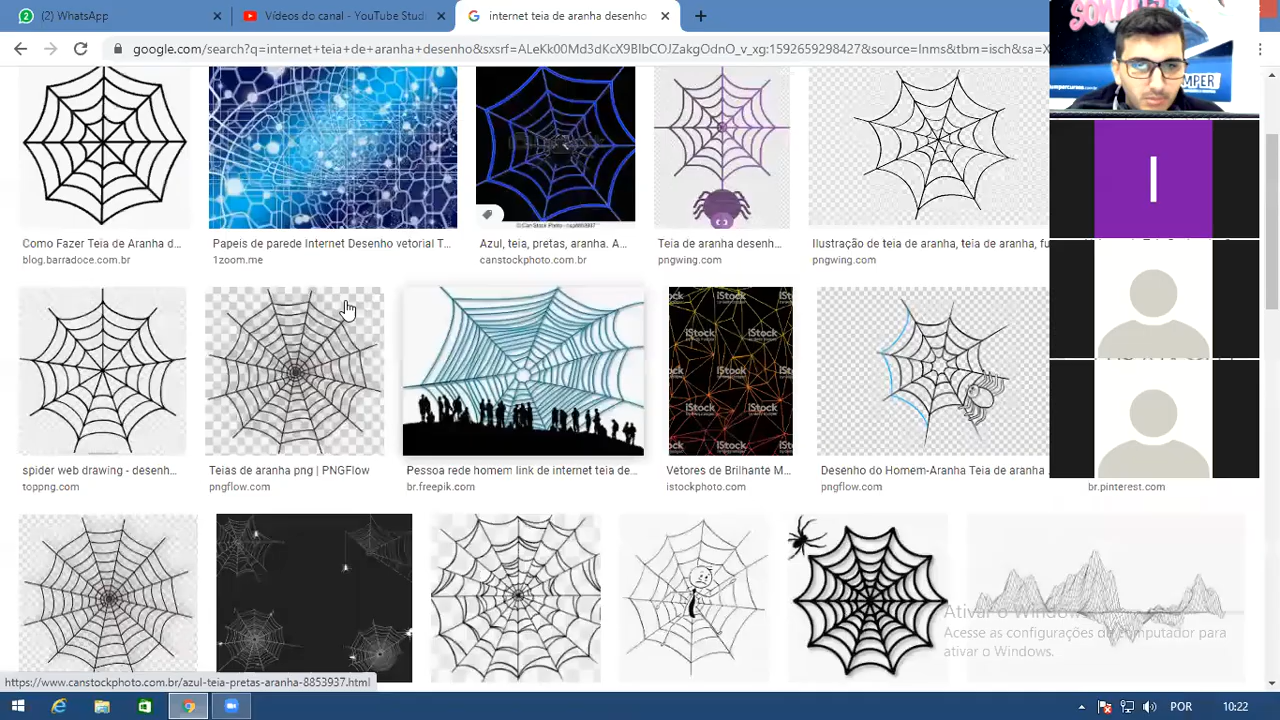 (2) WhatsApp
Vídeos do canal - YouTube Studi
internet teia de aranha desenho
google.com/search?q=internet+teia+de+aranha+desenho&sxsrf=ALeKk00Md3dKcX9BIbCOJZakgOdnO_v_xg:1592659298427&source=lnms&tbm=isch&sa=X
Como Fazer Teia de Aranha d...
blog.barradoce.com.br
Papeis de parede Internet Desenho vetorial T...
1zoom.me
Azul, teia, pretas, aranha. A...
canstockphoto.com.br
Teia de aranha desenh...
pngwing.com
Ilustração de teia de aranha, teia de aranha, fu
pngwing.com
I
iStock
iStock
iStock
iStock
iStock
iStock
spider web drawing - desenh...
toppng.com
Teias de aranha png | PNGFlow
pngflow.com
Pessoa rede homem link de internet teia de...
br.freepik.com
Vetores de Brilhante M...
istockphoto.com
Desenho do Homem-Aranha Teia de aranha
pngflow.com
br.pinterest.com
Ativar o Windows
Acesse as configurações do computador para
ativar o Windows.
https://www.canstockphoto.com.br/azul-teia-pretas-aranha-8853937.html
POR
10:22